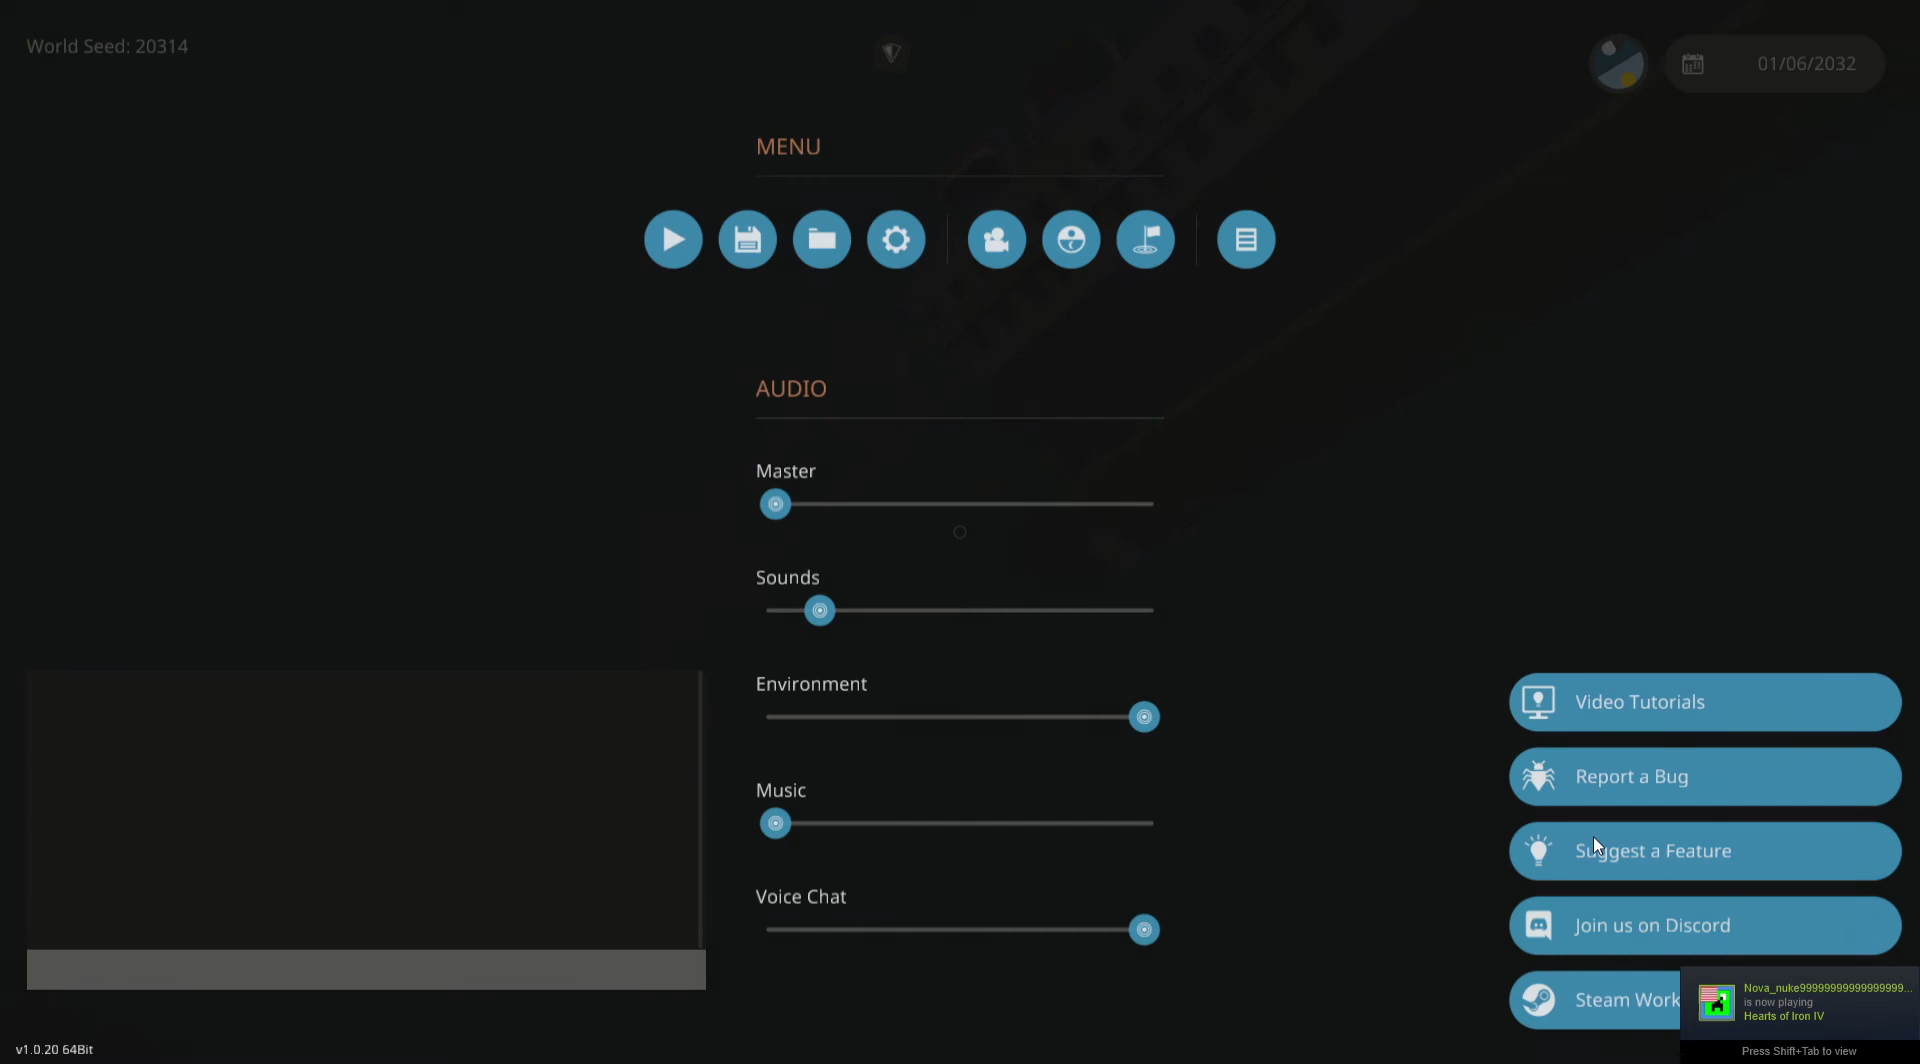 World Seed: 20314
01/06/2032
MENU
AUDIO
Master
Sounds
Environment
Music
Voice Chat
Video Tutorials
Report a Bug
Suggest a Feature
Join us on Discord
Steam Work
Nova_nuke99999999999999999...
is now playing
Hearts of Iron IV
Press Shift+Tab to view
v1.0.20 64Bit